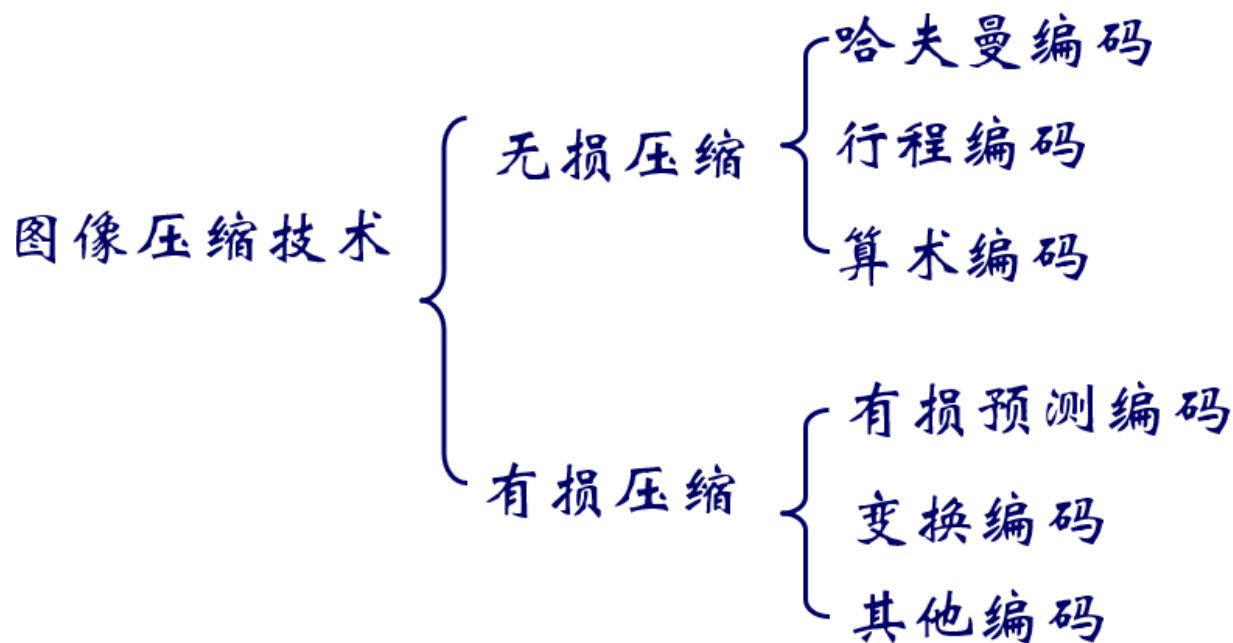 图像压缩技术
无损压缩
哈夫曼编码
行程编码
算术编码
有损压缩
有损预测编码
变换编码
其他编码